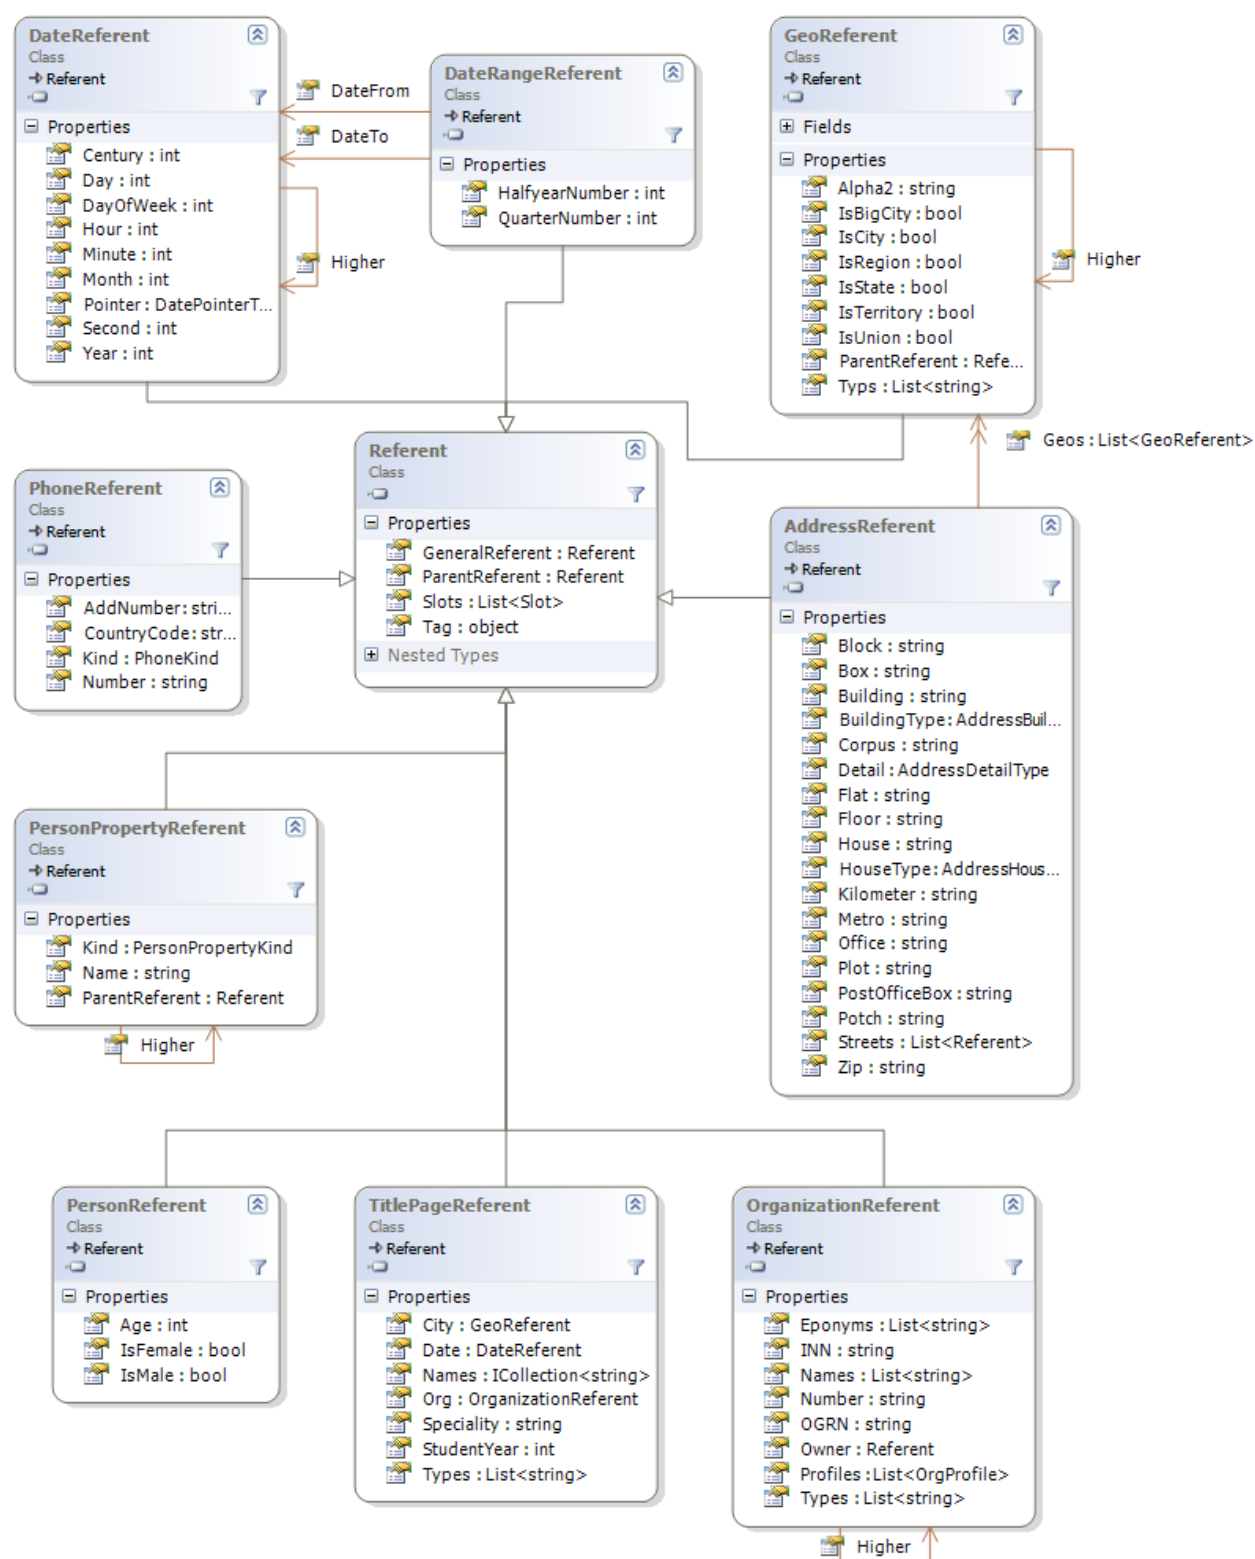 DateReferent
Class
Referent
Properties
Century : int
Day : int
DayOfWeek : int
Hour : int
Minute : int
Month : int
Pointer : DatePointerT...
Second : int
Year : int
DateFrom
DateTo
Higher
DateRangeReferent
Class
Referent
Properties
HalfyearNumber : int
QuarterNumber : int
GeoReferent
Class
Referent
Fields
Properties
Alpha2 : string
IsBigCity : bool
IsCity : bool
IsRegion : bool
IsState : bool
IsTerritory : bool
IsUnion : bool
ParentReferent : Refe...
Typs : List<string>
Higher
Geos : List<GeoReferent>
Referent
Class
Properties
GeneralReferent : Referent
ParentReferent : Referent
Slots : List<Slot>
Tag : object
Nested Types
PhoneReferent
Class
Referent
Properties
AddNumber : stri...
CountryCode : str...
Kind : PhoneKind
Number : string
AddressReferent
Class
Referent
Properties
Block : string
Box : string
Building : string
BuildingType : AddressBuil...
Corpus : string
Detail : AddressDetailType
Flat : string
Floor : string
House : string
HouseType : AddressHous...
Kilometer : string
Metro : string
Office : string
Plot : string
PostOfficeBox : string
Potch : string
Streets : List<Referent>
Zip : string
PersonPropertyReferent
Class
Referent
Properties
Kind : PersonPropertyKind
Name : string
ParentReferent : Referent
Higher
PersonReferent
Class
Referent
Properties
Age : int
IsFemale : bool
IsMale : bool
TitlePageReferent
Class
Referent
Properties
City : GeoReferent
Date : DateReferent
Names : ICollection<string>
Org : OrganizationReferent
Speciality : string
StudentYear : int
Types : List<string>
OrganizationReferent
Class
Referent
Properties
Eponyms : List<string>
INN : string
Names : List<string>
Number : string
OGRN : string
Owner : Referent
Profiles : List<OrgProfile>
Types : List<string>
Higher